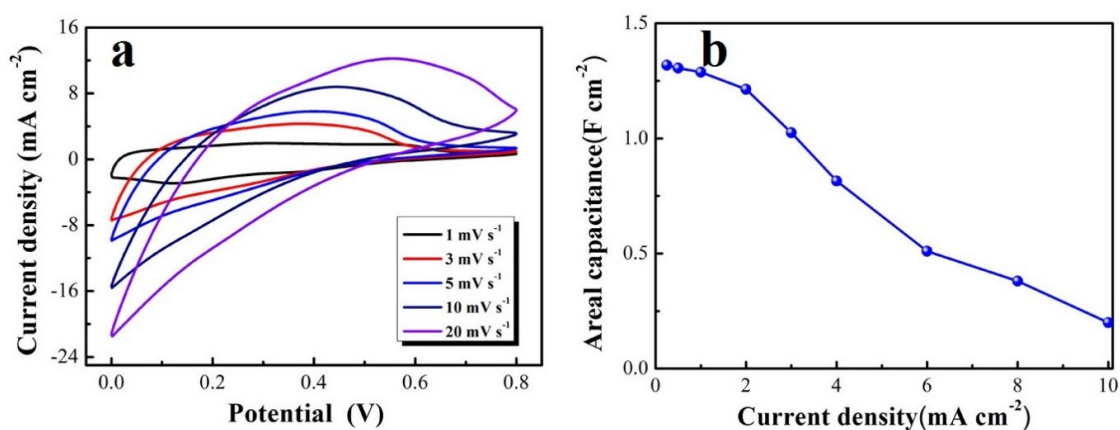 a
16
8
0
-8
-16
-24
Current density (mA cm⁻²)
0.0 0.2 0.4 0.6 0.8
Potential (V)
1 mV s⁻¹
3 mV s⁻¹
5 mV s⁻¹
10 mV s⁻¹
20 mV s⁻¹
b
1.5
1.0
0.5
0.0
Areal capacitance(F cm⁻²)
0 2 4 6 8 10
Current density(mA cm⁻²)